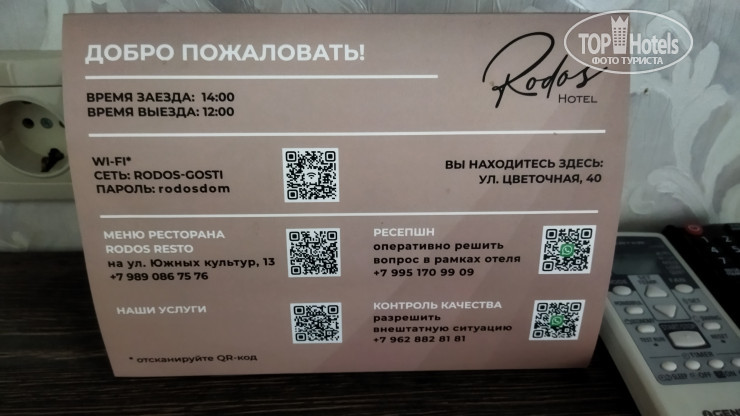 TOP Hotels
ФОТО ТУРИСТА
ДОБРО ПОЖАЛОВАТЬ!
Rodos
HOTEL
ВРЕМЯ ЗАЕЗДА: 14:00
ВРЕМЯ ВЫЕЗДА: 12:00
WI-FI*
СЕТЬ: RODOS-GOSTI
ПАРОЛЬ: rodosdom
ВЫ НАХОДИТЕСЬ ЗДЕСЬ:
УЛ. ЦВЕТОЧНАЯ, 40
МЕНЮ РЕСТОРАНА
RODOS RESTO
на ул. Южных культур, 13
+7 989 086 75 76
РЕСЕПШН
оперативно решить
вопрос в рамках отеля
+7 995 170 99 09
НАШИ УСЛУГИ
КОНТРОЛЬ КАЧЕСТВА
разрешить
внештатную ситуацию
+7 962 882 81 81
* отсканируйте QR-код